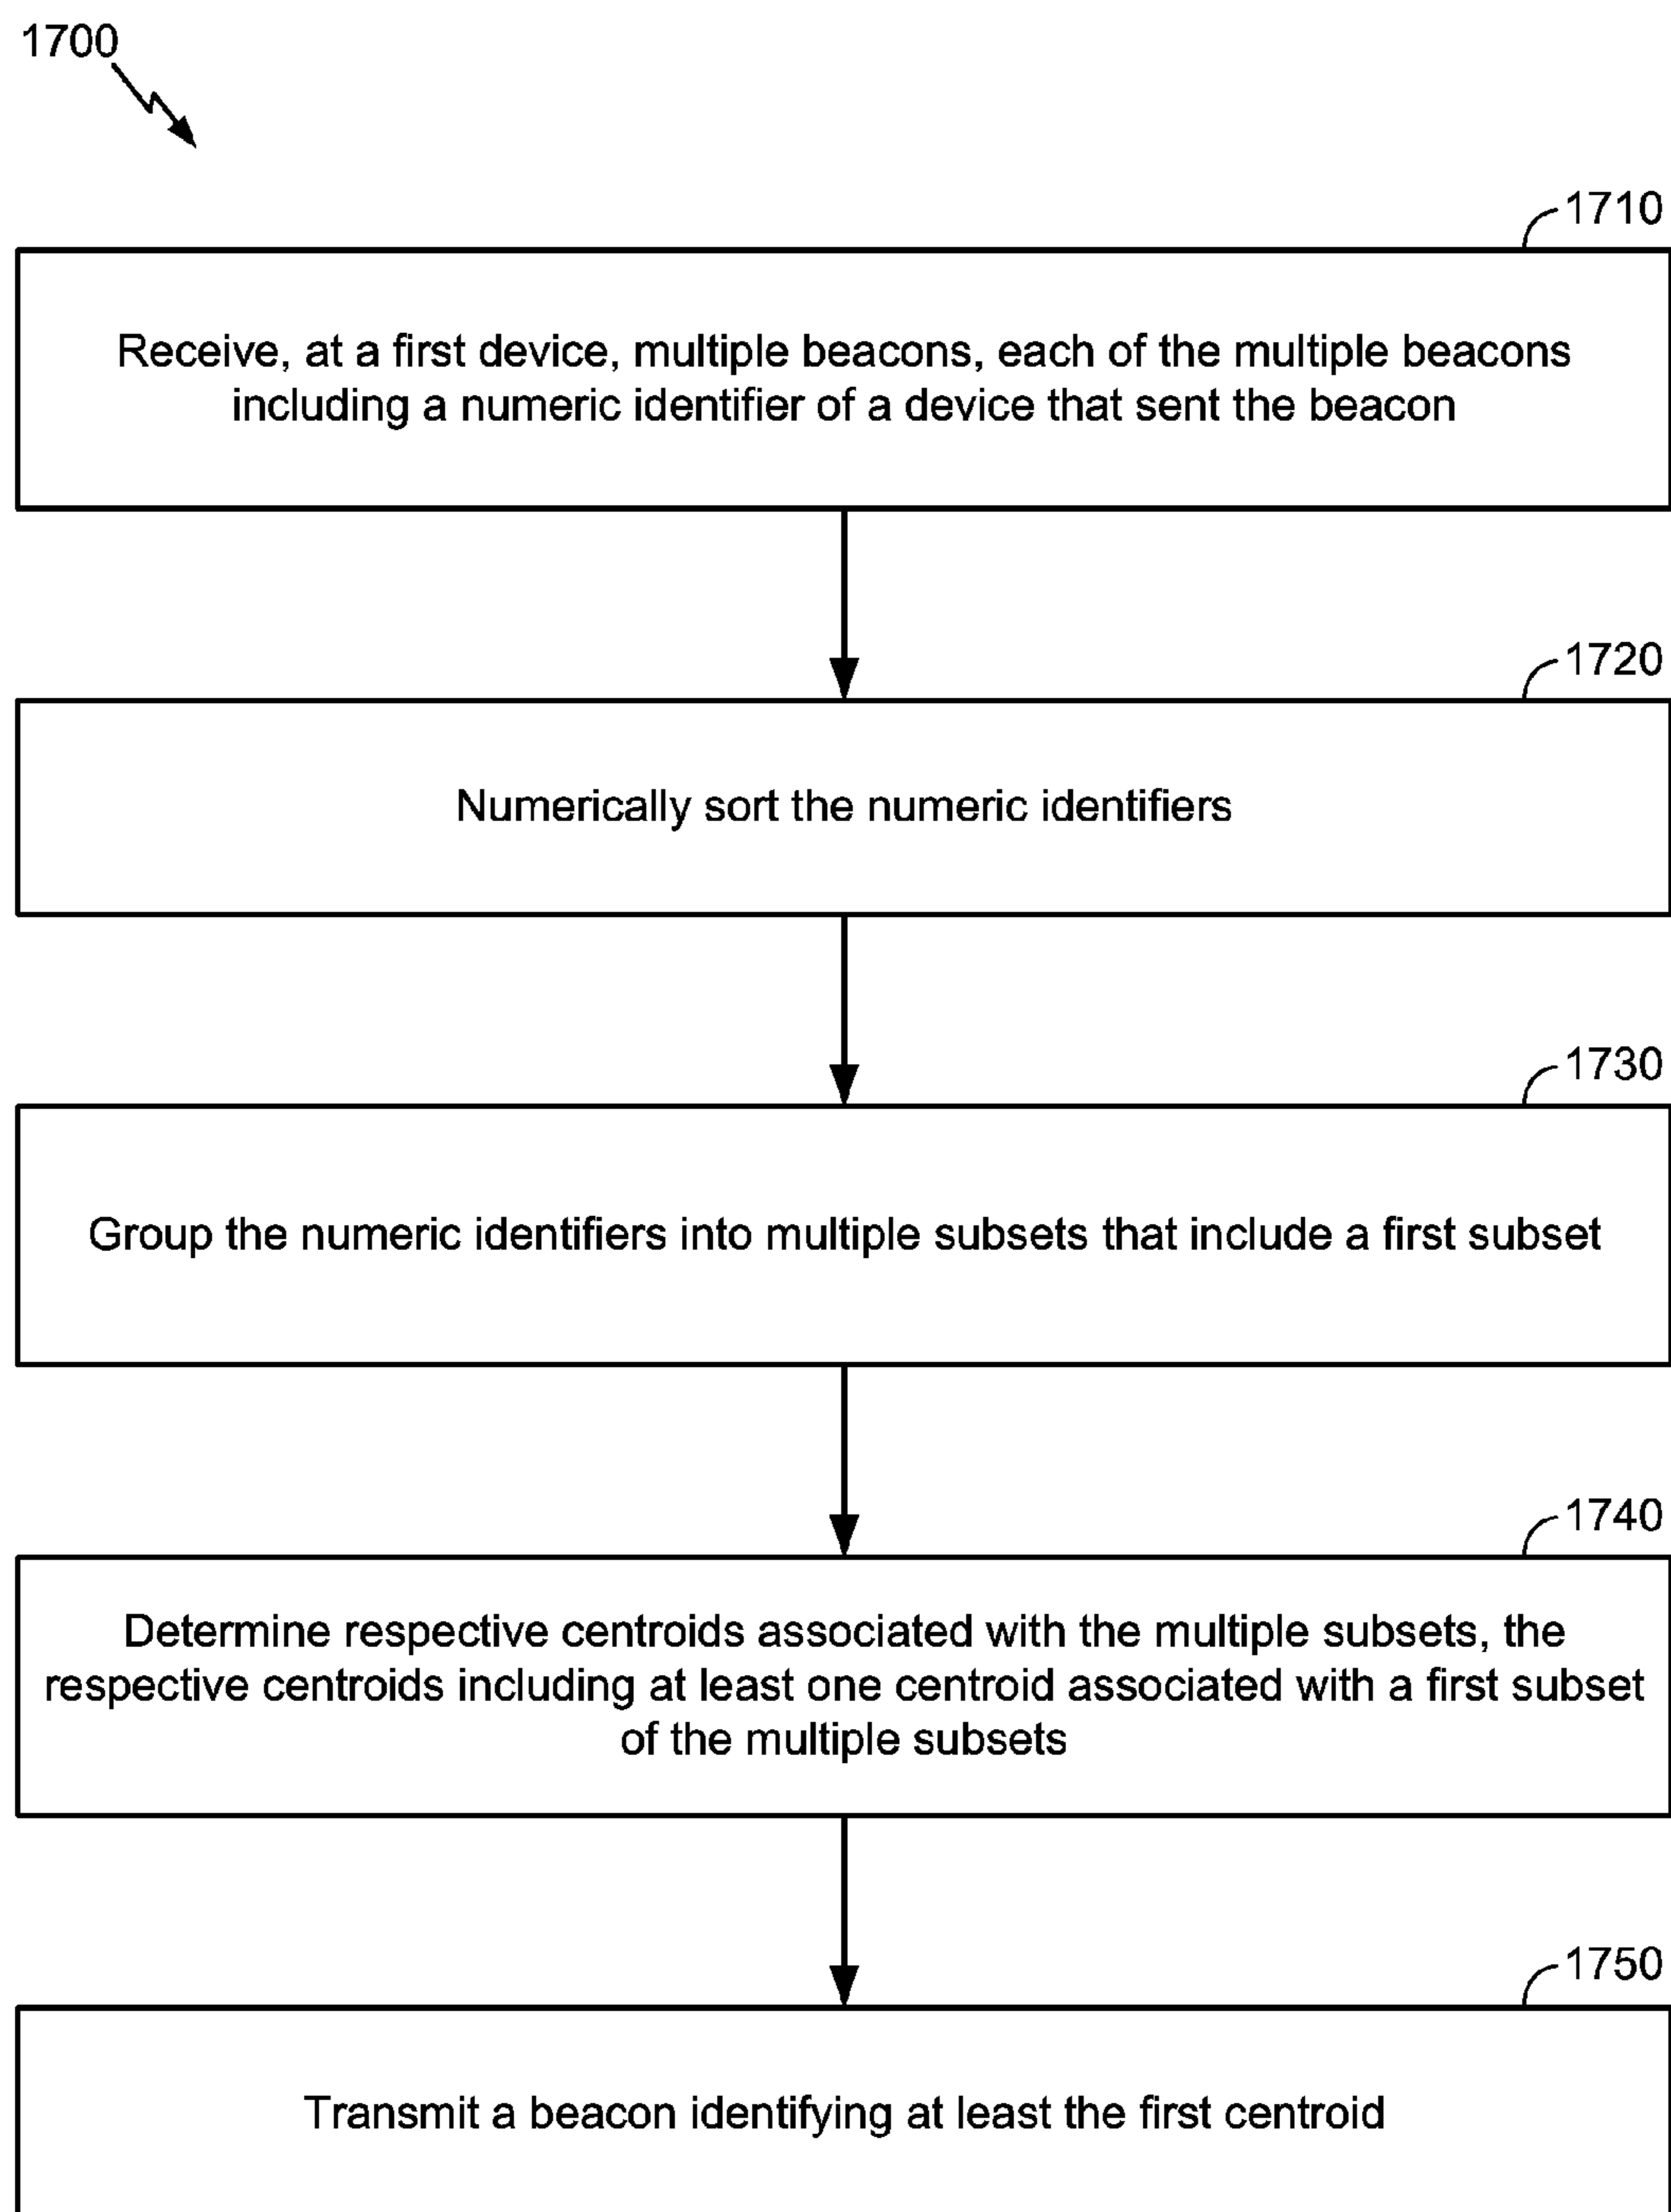 1700
1710
Receive, at a first device, multiple beacons, each of the multiple beacons
including a numeric identifier of a device that sent the beacon
1720
Numerically sort the numeric identifiers
1730
Group the numeric identifiers into multiple subsets that include a first subset
1740
Determine respective centroids associated with the multiple subsets, the
respective centroids including at least one centroid associated with a first subset
of the multiple subsets
1750
Transmit a beacon identifying at least the first centroid